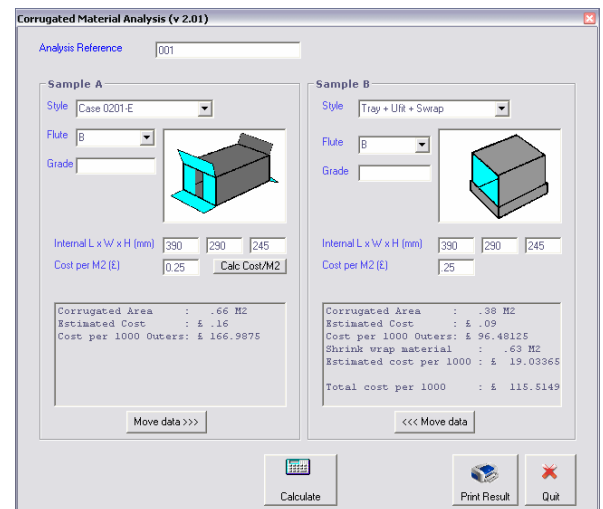 Corrugated Material Analysis (v 2.01)
Analysis Reference 001
Sample A
Style Case 0201-E
Flute B
Grade
Internal L x W x H (mm) 390 290 245
Cost per M2 (£) 0.25 Calc Cost/M2
Corrugated Area : .66 M2
Estimated Cost : £ .16
Cost per 1000 Outers: £ 166.9875
Move data >>>
Sample B
Style Tray + Ufit + Swrap
Flute B
Grade
Internal L x W x H (mm) 390 290 245
Cost per M2 (£) .25
Corrugated Area : .38 M2
Estimated Cost : £ .09
Cost per 1000 Outers: £ 96.48125
Shrink wrap material : .63 M2
Estimated cost per 1000 : £ 19.03365
Total cost per 1000 : £ 115.5149
<<< Move data
Calculate
Print Result
Quit